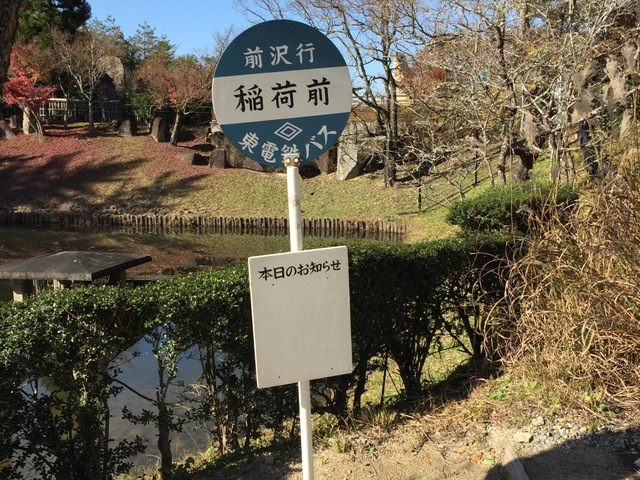 前沢行
稲荷前
東電鉄バス
本日のお知らせ